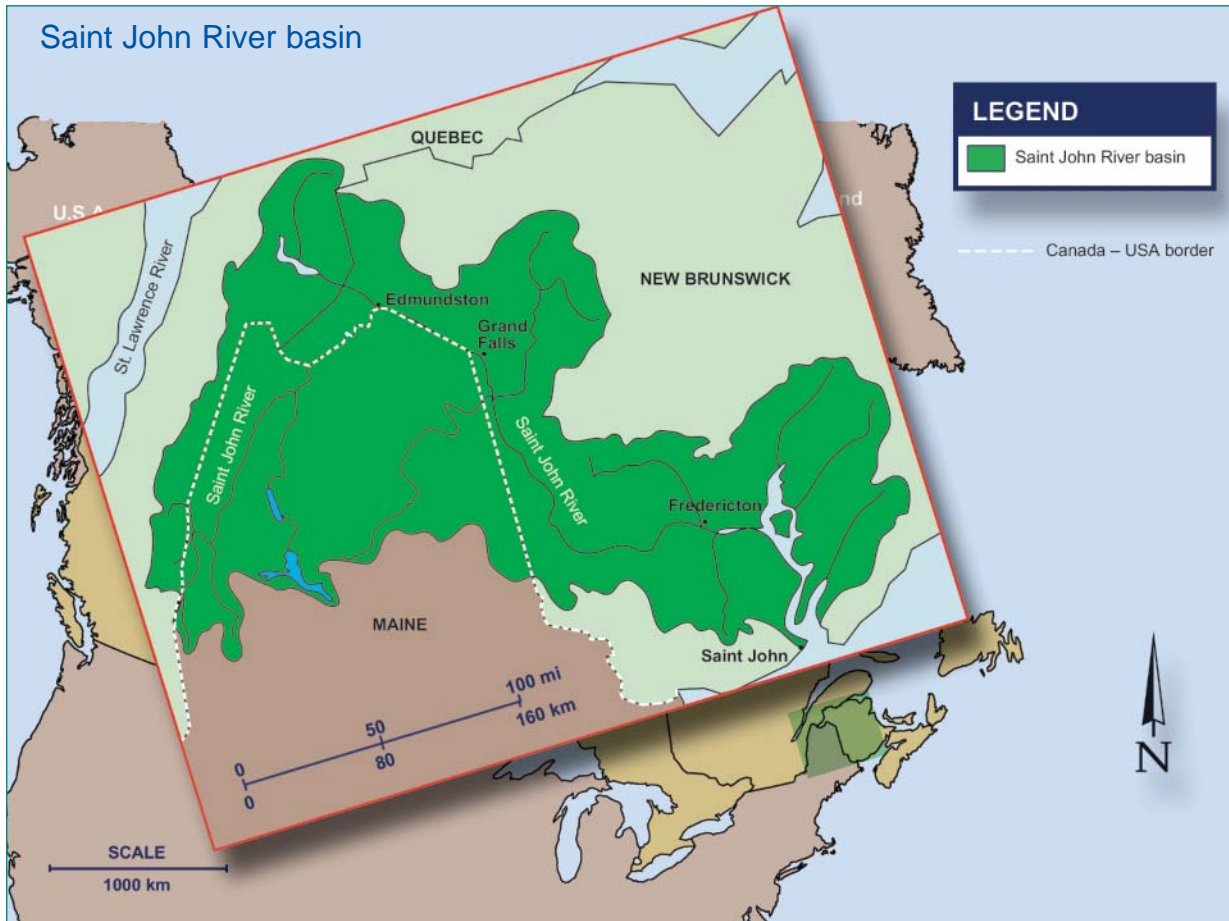 Saint John River basin
LEGEND
Saint John River basin
Canada – USA border
QUEBEC
U.S.A
nd
St. Lawrence River
NEW BRUNSWICK
Edmundston
Grand
Falls
Saint John River
Saint John River
Fredericton
MAINE
Saint John
100 mi
160 km
50
80
0
0
N
SCALE
1000 km